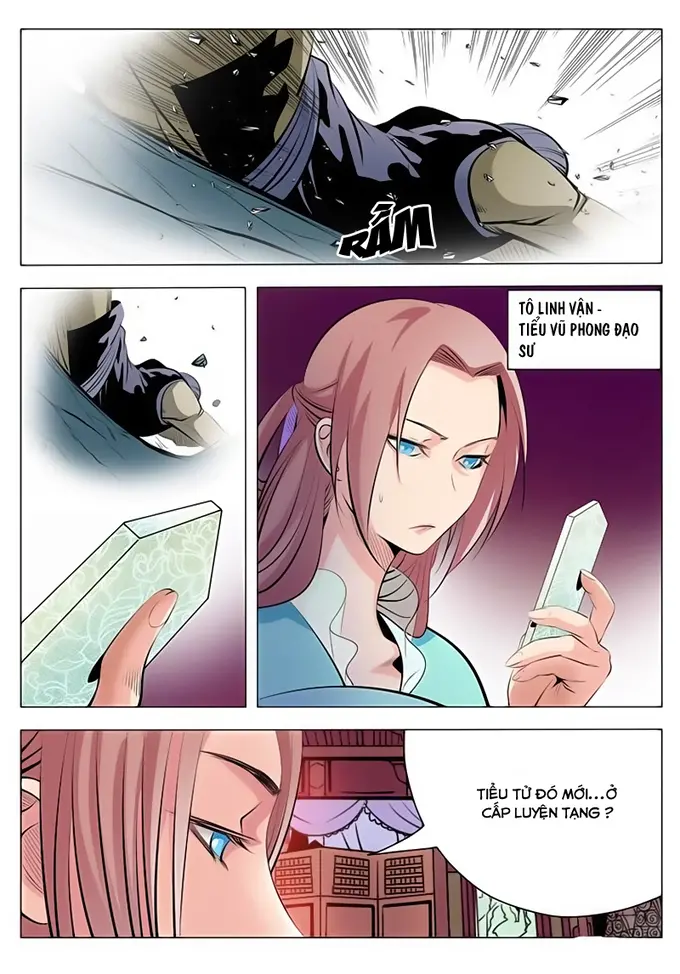 RẦM
TÔ LINH VẬN -
TIỂU VŨ PHONG ĐẠO
SƯ
TIỂU TỬ ĐÓ MỚI...Ở
CẤP LUYỆN TẠNG ?